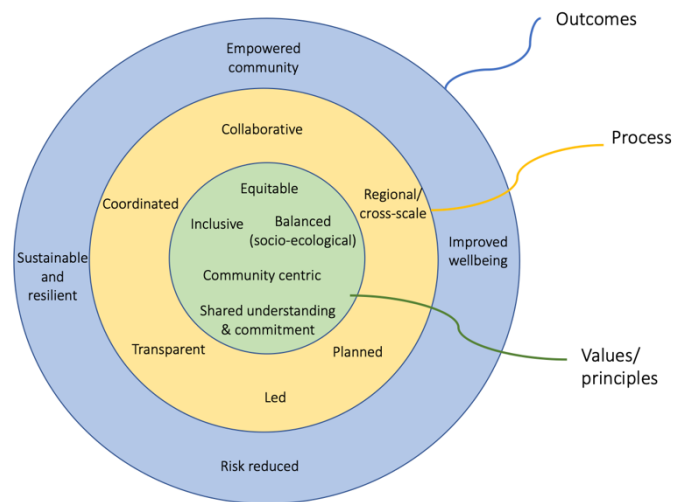 Outcomes
Empowered
community
Process
Collaborative
Equitable
Regional/
cross-scale
Coordinated
Inclusive
Balanced
(socio-ecological)
Improved
wellbeing
Sustainable
and
resilient
Community centric
Shared understanding
& commitment
Transparent
Planned
Values/
principles
Led
Risk reduced